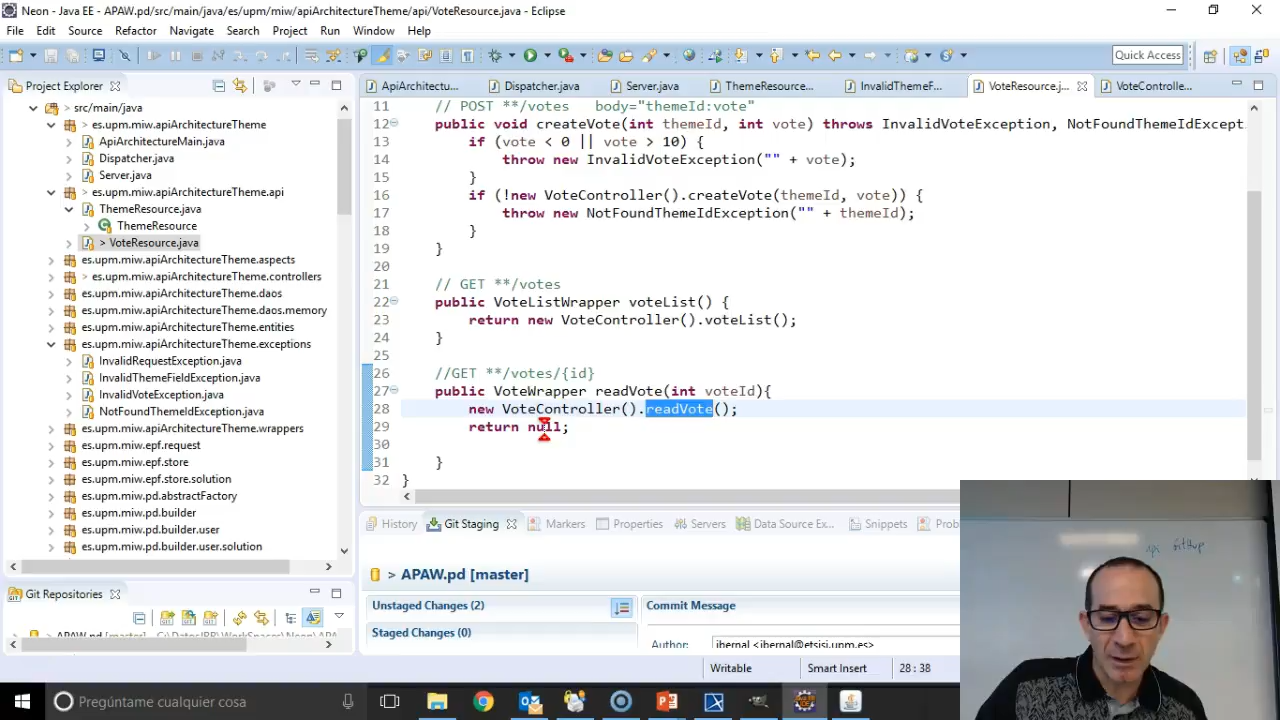 Neon - Java EE - APAW.pd/src/main/java/es/upm/miw/apiArchitectureTheme/api/VoteResource.java - Eclipse
File Edit Source Refactor Navigate Search Project Run Window Help
Quick Access
Project Explorer
src/main/java
es.upm.miw.apiArchitectureTheme
ApiArchitectureMain.java
Dispatcher.java
Server.java
es.upm.miw.apiArchitectureTheme.api
ThemeResource.java
ThemeResource
> VoteResource.java
es.upm.miw.apiArchitectureTheme.aspects
> es.upm.miw.apiArchitectureTheme.controllers
es.upm.miw.apiArchitectureTheme.daos
es.upm.miw.apiArchitectureTheme.daos.memory
es.upm.miw.apiArchitectureTheme.entities
es.upm.miw.apiArchitectureTheme.exceptions
InvalidRequestException.java
InvalidThemeFieldException.java
InvalidVoteException.java
NotFoundThemeIdException.java
es.upm.miw.apiArchitectureTheme.wrappers
es.upm.miw.epf.request
es.upm.miw.epf.store
es.upm.miw.epf.store.solution
es.upm.miw.pd.abstractFactory
es.upm.miw.pd.builder
es.upm.miw.pd.builder.user
es.upm.miw.pd.builder.user.solution
Git Repositories
ApiArchitectu... Dispatcher.java Server.java ThemeResource... InvalidThemeF... VoteResource.j... VoteControlle...
11 // POST **/votes body="themeId:vote"
12 public void createVote(int themeId, int vote) throws InvalidVoteException, NotFoundThemeIdExcept
13 if (vote < 0 || vote > 10) {
14 throw new InvalidVoteException("" + vote);
15 }
16 if (!new VoteController().createVote(themeId, vote)) {
17 throw new NotFoundThemeIdException("" + themeId);
18 }
19 }
20
21 // GET **/votes
22 public VoteListWrapper voteList() {
23 return new VoteController().voteList();
24 }
25
26 //GET **/votes/{id}
27 public VoteWrapper readVote(int voteId){
28 new VoteController().readVote();
29 return null;
30
31 }
32 }
History Git Staging Markers Properties Servers Data Source Ex... Snippets Prob
> APAW.pd [master]
Unstaged Changes (2)
Staged Changes (0)
Commit Message
Author: jbernal <jbernal@etsisi.upm.es>
Writable Smart Insert 28 : 38
Pregúntame cualquier cosa